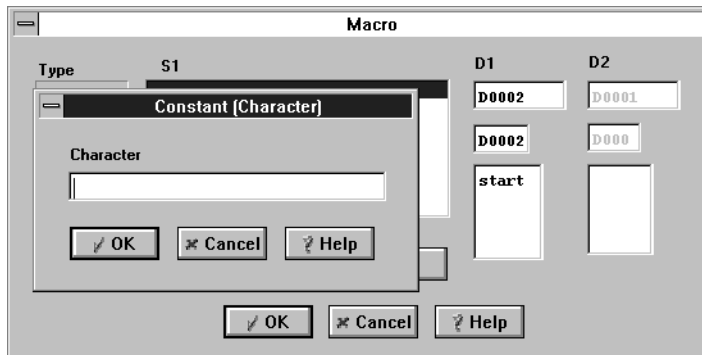 Macro
Type S1 D1 D2
Constant (Character)
D0002 D0001
Character
D0002 D000
start
OK Cancel Help
OK Cancel Help